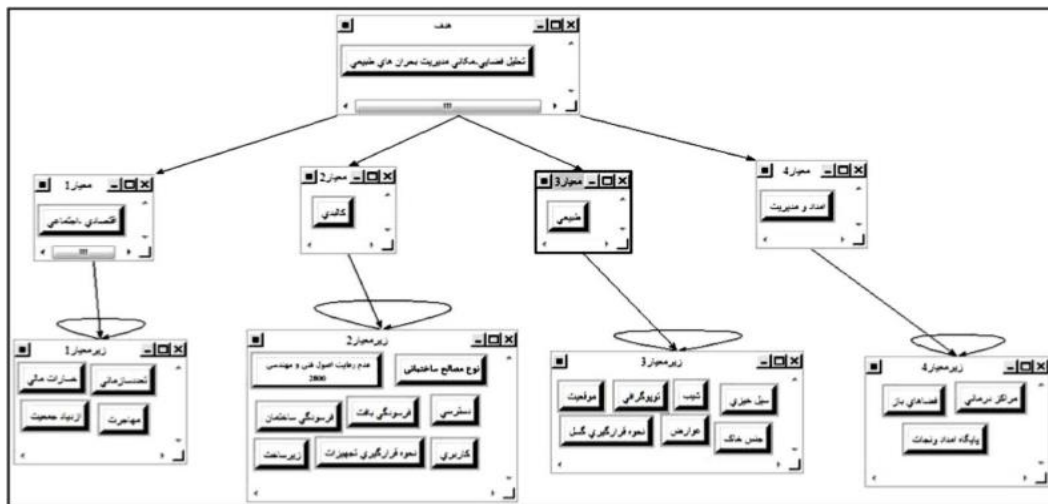 هدف
تحلیل فضایی-مکانی مدیریت بحران های طبیعی
معیار1
اقتصادی -اجتماعی
معیار2
کالبدی
معیار3
طبیعی
معیار4
امداد و مدیریت
زیرمعیار1
خسارات مالی
تعددسازمانی
ازدیاد جمعیت
مهاجرت
زیرمعیار2
عدم رعایت اصول فنی و مهندسی
2800
نوع مصالح ساختمانی
فرسودگی ساختمان
فرسودگی بافت
دسترسی
زیرساخت
نحوه قرارگیری تجهیزات
کاربری
زیرمعیار3
موقعیت
توپوگرافی
شیب
سیل خیزی
نحوه قرارگیری گسل
عوارض
جنس خاک
زیرمعیار4
فضاهای باز
مراکز درمانی
پایگاه امداد ونجات